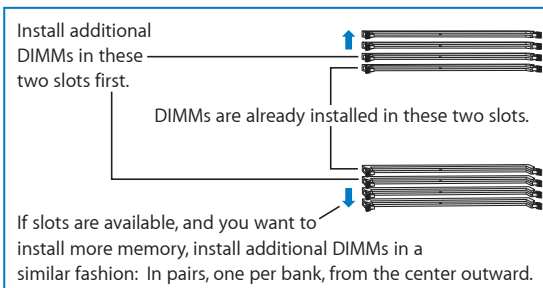 Install additional
DIMMs in these
two slots first.
DIMMs are already installed in these two slots.
If slots are available, and you want to
install more memory, install additional DIMMs in a
similar fashion: In pairs, one per bank, from the center outward.